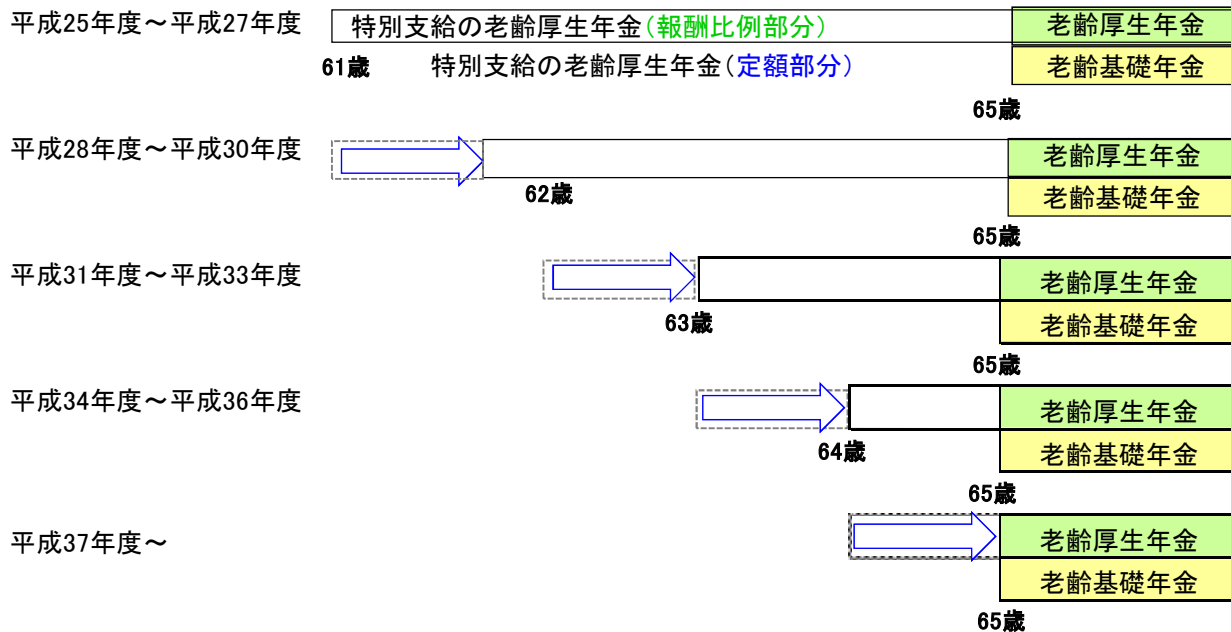 平成25年度～平成27年度 特別支給の老齢厚生年金(報酬比例部分) 老齢厚生年金
61歳 特別支給の老齢厚生年金(定額部分) 老齢基礎年金
65歳
平成28年度～平成30年度 老齢厚生年金
62歳 老齢基礎年金
65歳
平成31年度～平成33年度 老齢厚生年金
63歳 老齢基礎年金
65歳
平成34年度～平成36年度 老齢厚生年金
64歳 老齢基礎年金
65歳
平成37年度～ 老齢厚生年金
老齢基礎年金
65歳